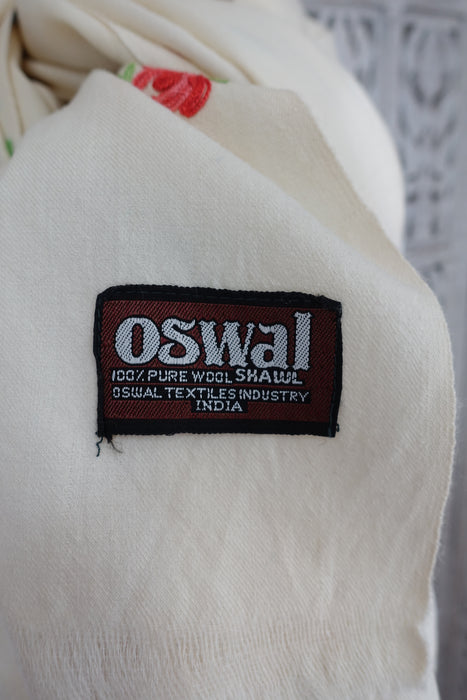 oswal
100% PURE WOOL SHAWL
OSWAL TEXTILES INDUSTRY
INDIA